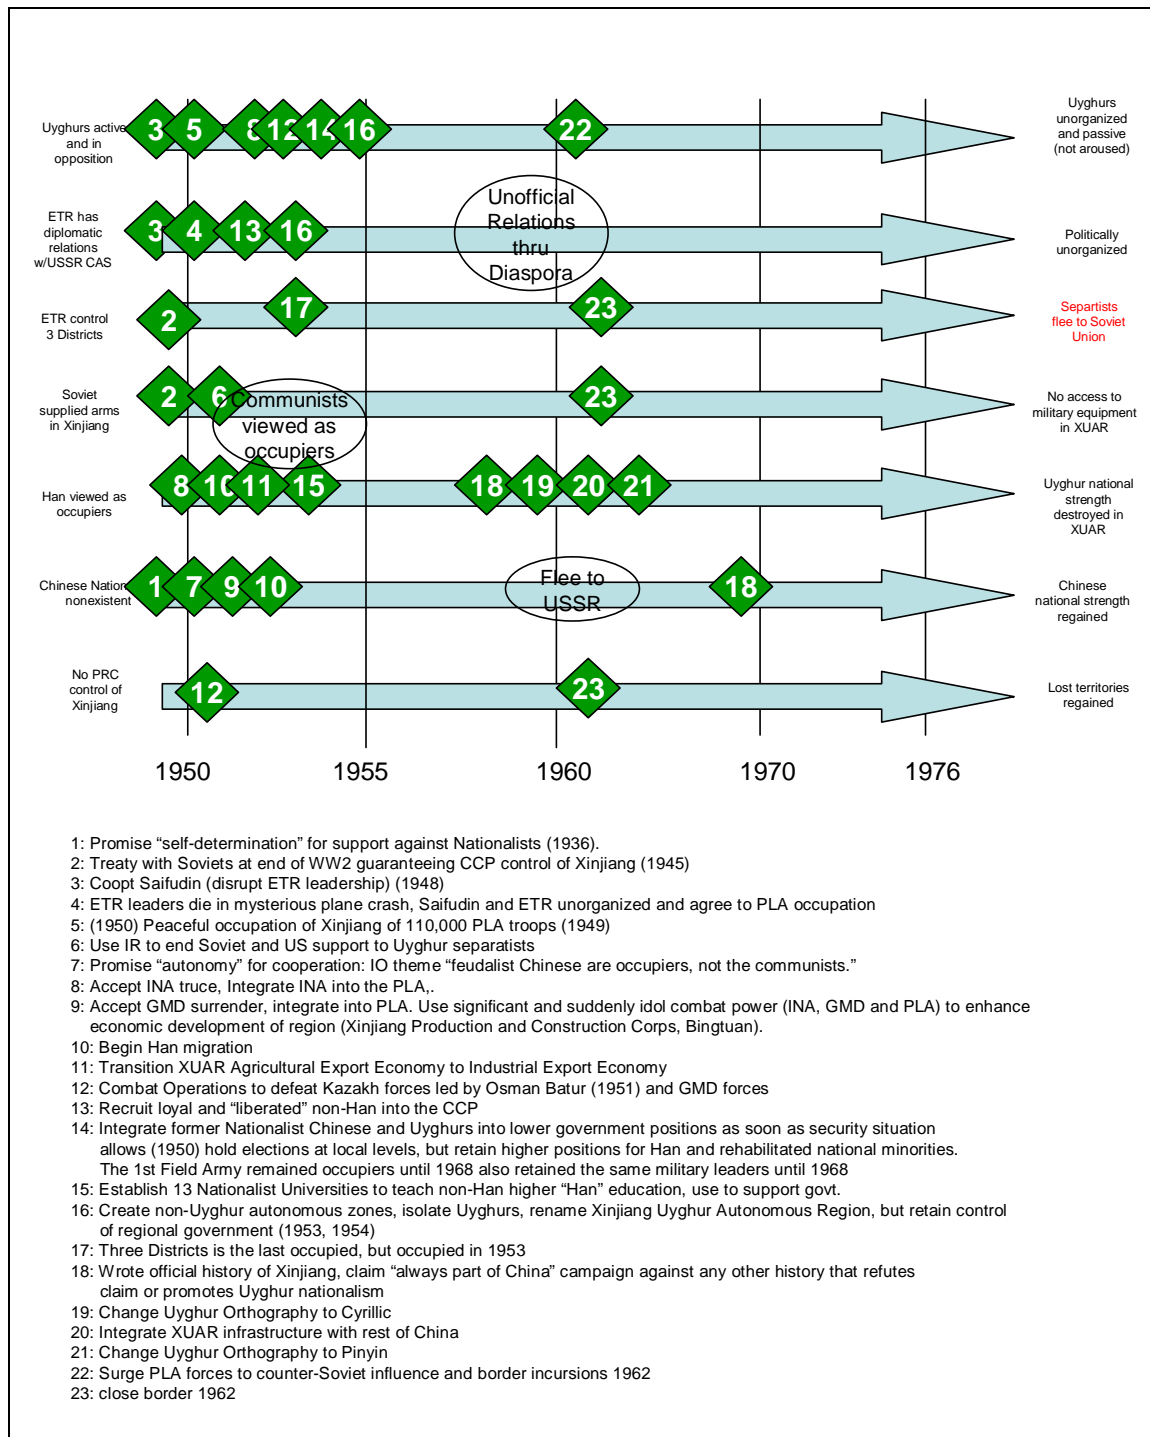 Uyghurs active
and in
opposition
3 5 8 12 14 16 22
Uyghurs
unorganized
and passive
(not aroused)
ETR has
diplomatic
relations
w/USSR CAS
3 4 13 16
Unofficial
Relations
thru
Diaspora
Politically
unorganized
ETR control
3 Districts
2 17 23
Separtists
flee to Soviet
Union
Soviet
supplied arms
in Xinjiang
2 6 23
Communists
viewed as
occupiers
No access to
military equipment
in XUAR
Han viewed as
occupiers
8 10 11 15 18 19 20 21
Uyghur national
strength
destroyed in
XUAR
Chinese Nation
nonexistent
1 7 9 10
Flee to
USSR
18
Chinese
national strength
regained
No PRC
control of
Xinjiang
12 23
Lost territories
regained
1950 1955 1960 1970 1976
1: Promise “self-determination” for support against Nationalists (1936).
2: Treaty with Soviets at end of WW2 guaranteeing CCP control of Xinjiang (1945)
3: Coopt Saifudin (disrupt ETR leadership) (1948)
4: ETR leaders die in mysterious plane crash, Saifudin and ETR unorganized and agree to PLA occupation
5: (1950) Peaceful occupation of Xinjiang of 110,000 PLA troops (1949)
6: Use IR to end Soviet and US support to Uyghur separatists
7: Promise “autonomy” for cooperation: IO theme “feudalist Chinese are occupiers, not the communists.”
8: Accept INA truce, Integrate INA into the PLA,.
9: Accept GMD surrender, integrate into PLA. Use significant and suddenly idol combat power (INA, GMD and PLA) to enhance
economic development of region (Xinjiang Production and Construction Corps, Bingtuan).
10: Begin Han migration
11: Transition XUAR Agricultural Export Economy to Industrial Export Economy
12: Combat Operations to defeat Kazakh forces led by Osman Batur (1951) and GMD forces
13: Recruit loyal and “liberated” non-Han into the CCP
14: Integrate former Nationalist Chinese and Uyghurs into lower government positions as soon as security situation
allows (1950) hold elections at local levels, but retain higher positions for Han and rehabilitated national minorities.
The 1st Field Army remained occupiers until 1968 also retained the same military leaders until 1968
15: Establish 13 Nationalist Universities to teach non-Han higher “Han” education, use to support govt.
16: Create non-Uyghur autonomous zones, isolate Uyghurs, rename Xinjiang Uyghur Autonomous Region, but retain control
of regional government (1953, 1954)
17: Three Districts is the last occupied, but occupied in 1953
18: Wrote official history of Xinjiang, claim “always part of China” campaign against any other history that refutes
claim or promotes Uyghur nationalism
19: Change Uyghur Orthography to Cyrillic
20: Integrate XUAR infrastructure with rest of China
21: Change Uyghur Orthography to Pinyin
22: Surge PLA forces to counter-Soviet influence and border incursions 1962
23: close border 1962